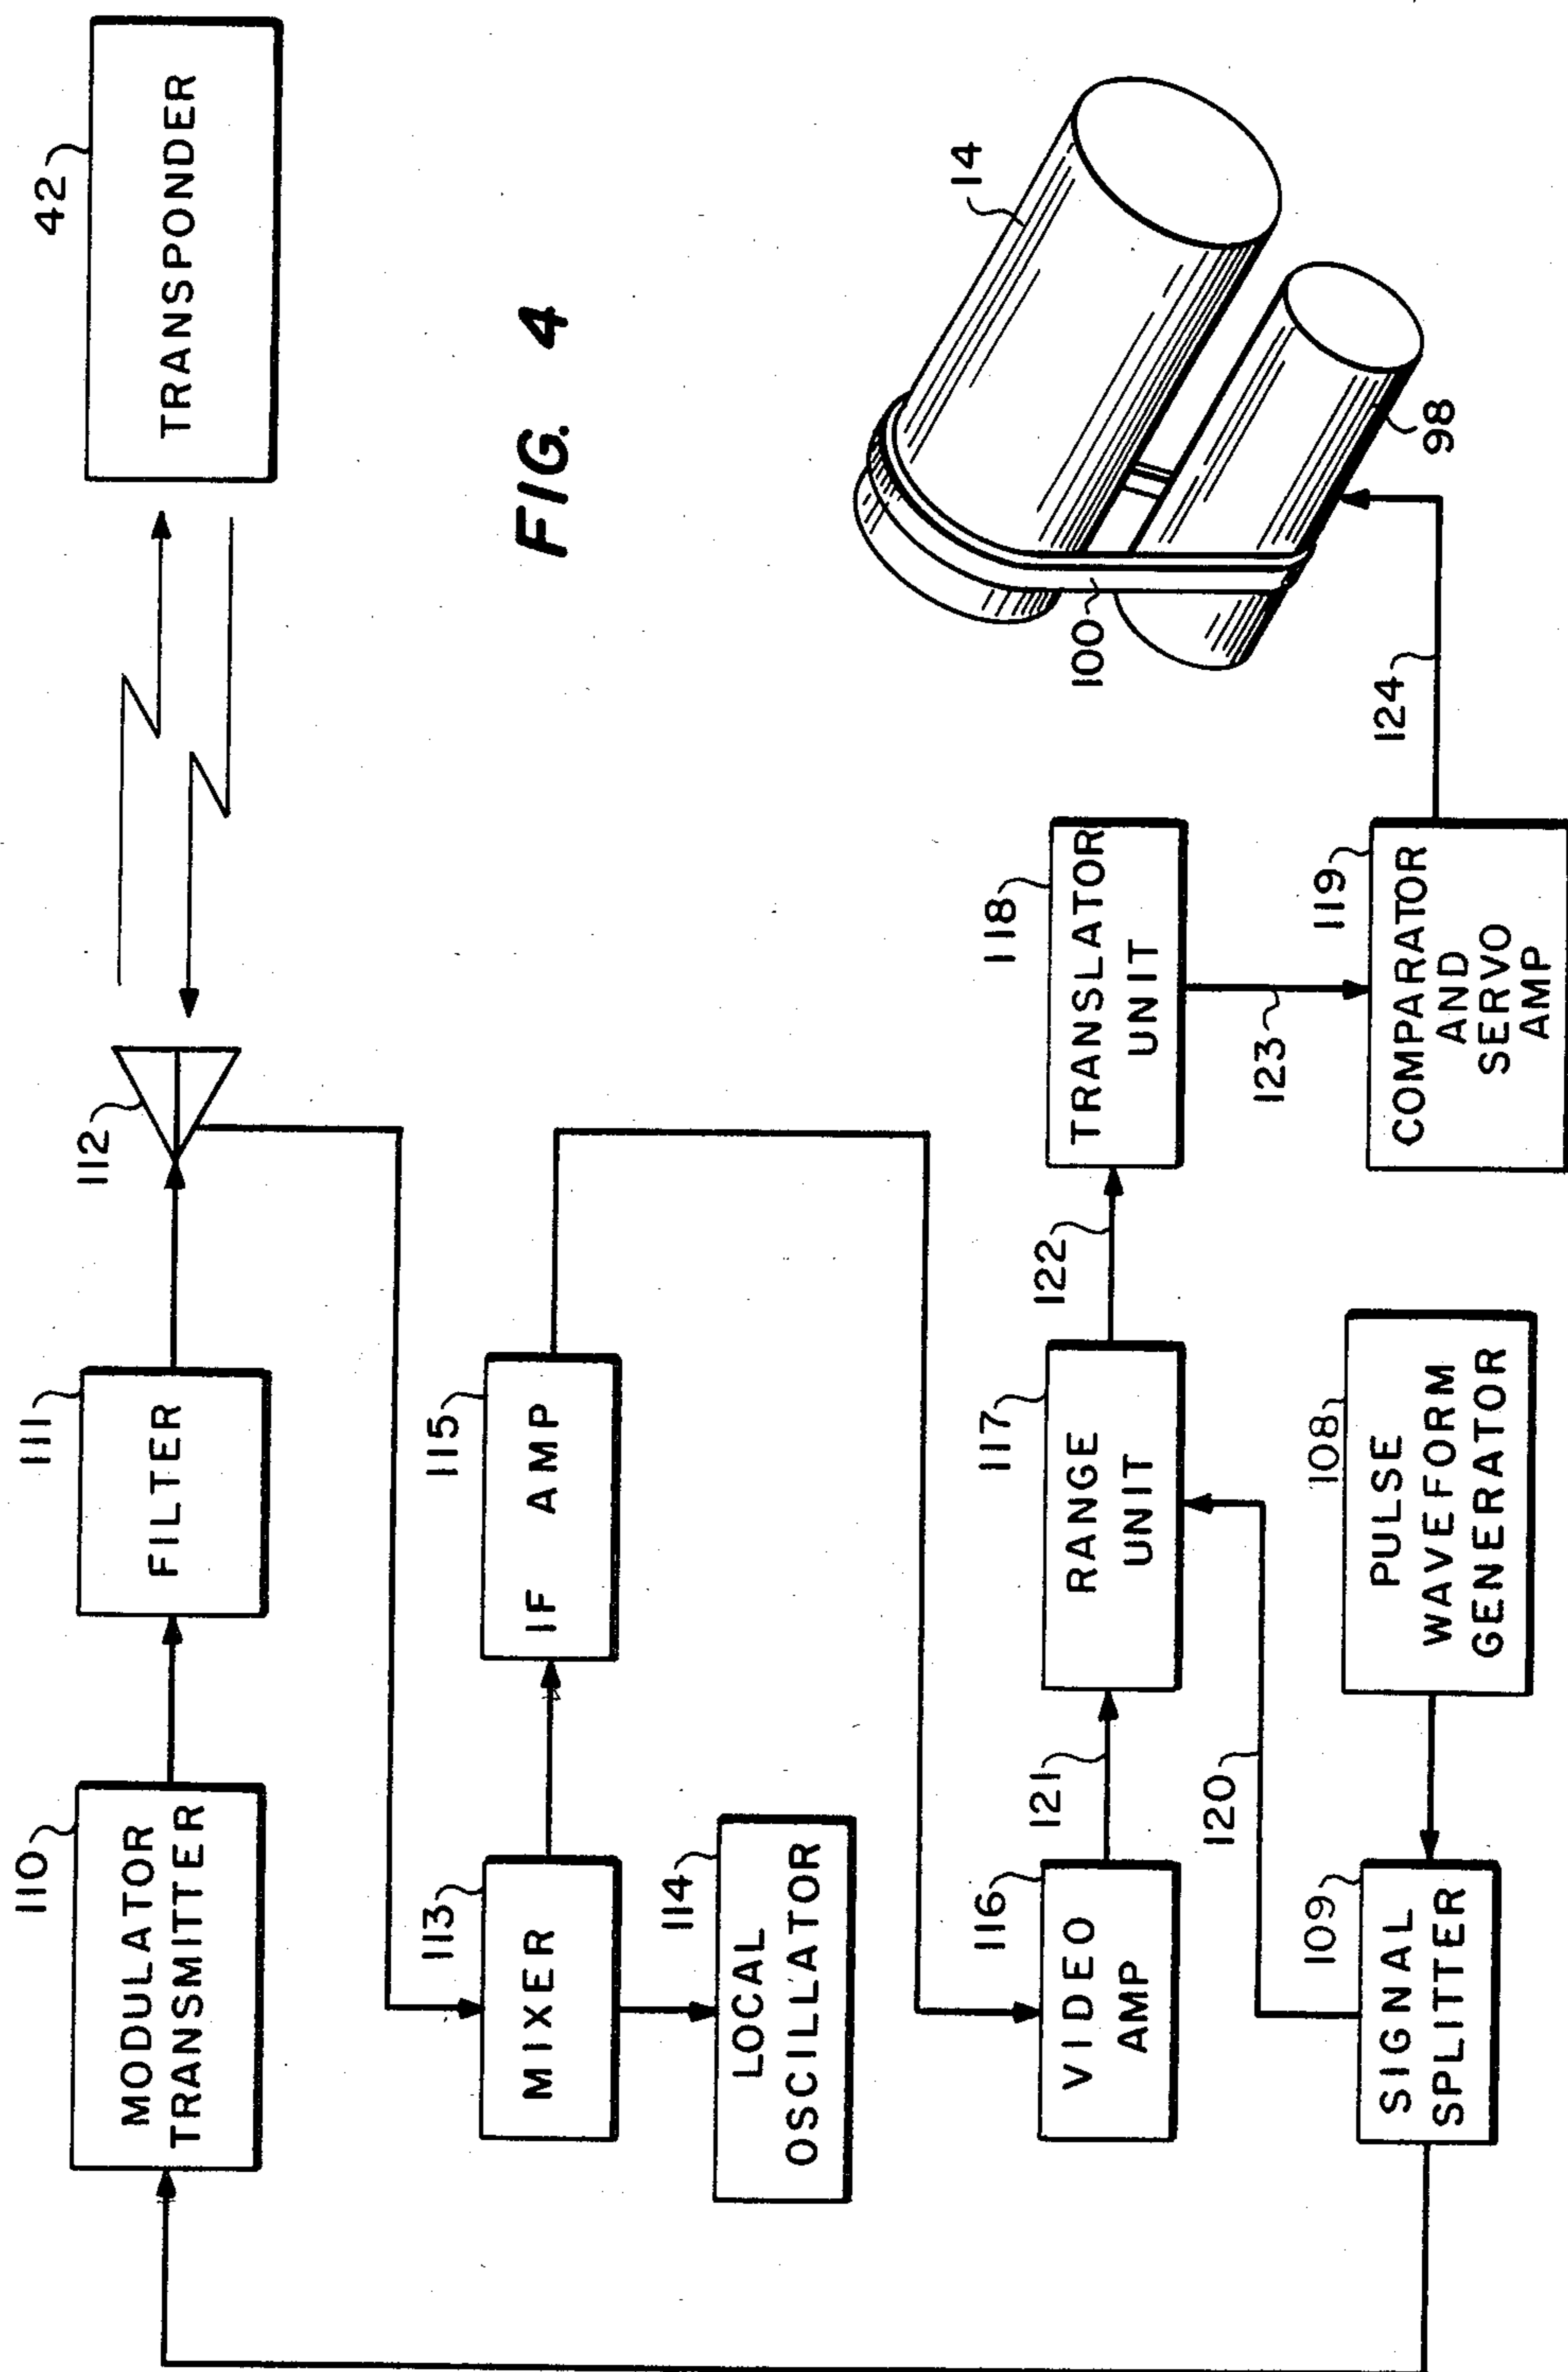 110
MODULATOR
TRANSMITTER
111
FILTER
112
42
TRANSPONDER
113
MIXER
115
IF AMP
114
LOCAL
OSCILLATOR
FIG. 4
116
VIDEO
AMP
121
117
RANGE
UNIT
122
118
TRANSLATOR
UNIT
100
14
98
120
123
124
109
SIGNAL
SPLITTER
108
PULSE
WAVEFORM
GENERATOR
119
COMPARATOR
AND
SERVO
AMP